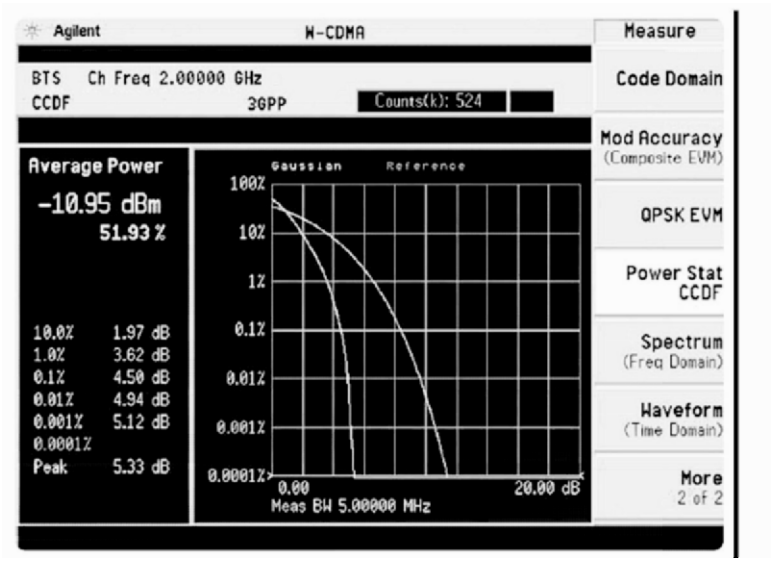 Agilent W-CDMA Measure
BTS Ch Freq 2.00000 GHz
CCDF 3GPP Counts(k): 524
Code Domain
Mod Accuracy
(Composite EVM)
QPSK EVM
Power Stat
CCDF
Spectrum
(Freq Domain)
Waveform
(Time Domain)
More
2 of 2
Average Power
-10.95 dBm
51.93 %
10.0% 1.97 dB
1.0% 3.62 dB
0.1% 4.50 dB
0.01% 4.94 dB
0.001% 5.12 dB
0.0001%
Peak 5.33 dB
Gaussian Reference
100%
10%
1%
0.1%
0.01%
0.001%
0.0001%
0.00 20.00 dB
Meas BW 5.00000 MHz